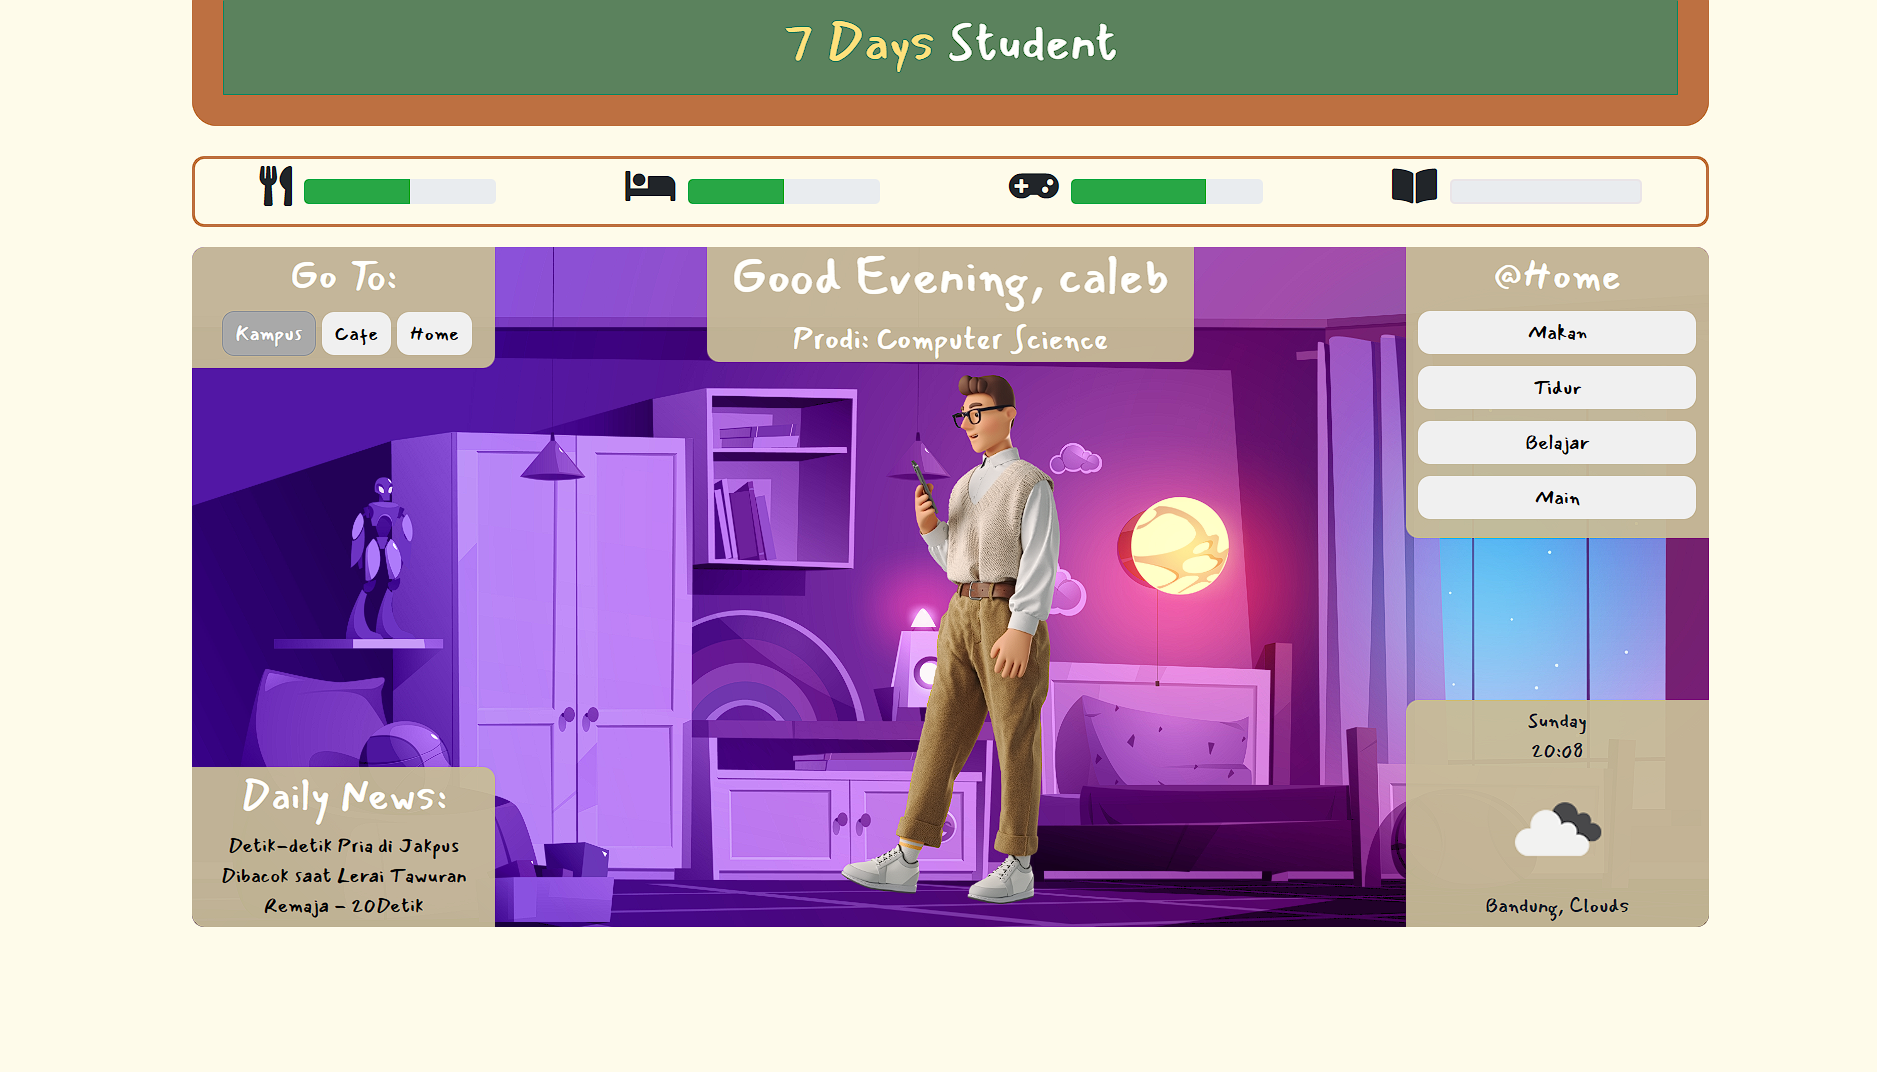 7 Days Student
Go To:
Kampus
Cafe
Home
Good Evening, caleb
Prodi: Computer Science
@Home
Makan
Tidur
Belajar
Main
Daily News:
Detik-detik Pria di Jakpus
Dibacok saat Lerai Tawuran
Remaja - 20Detik
Sunday
20:08
Bandung, Clouds